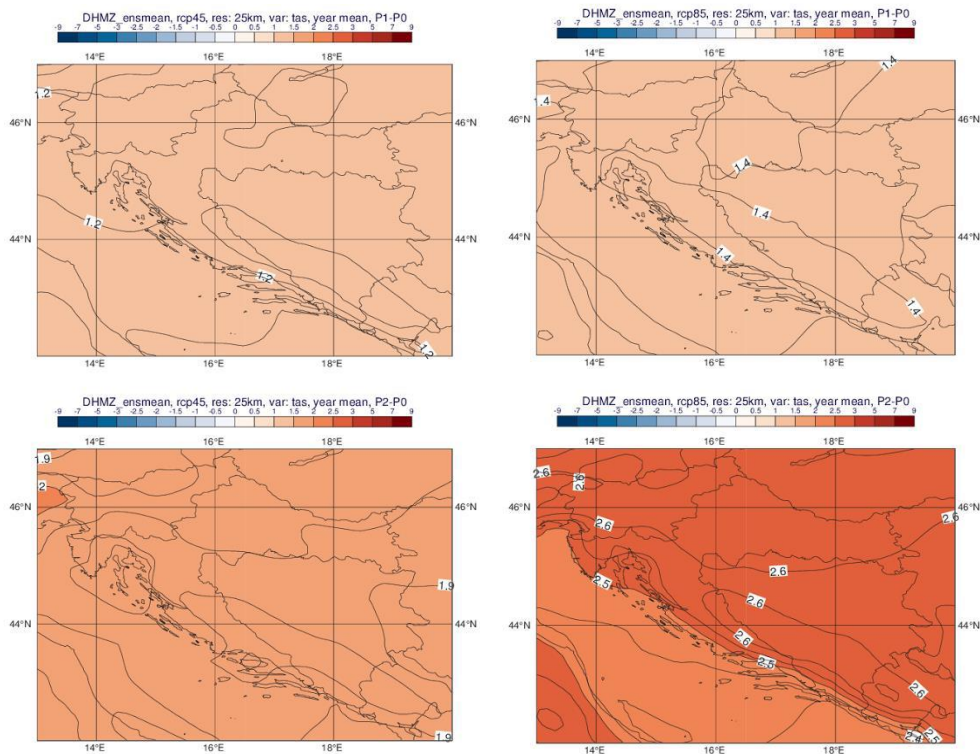 DHMZ_ensmean, rcp45, res: 25km, var: tas, year mean, P1-P0
-9 -7 -5 -3 -2.5 -2 -1.5 -1 -0.5 0 0.5 1 1.5 2 2.5 3 5 7 9
14°E 16°E 18°E
1.2
46°N
1.2
44°N
1.2
1.2
14°E 16°E 18°E
DHMZ_ensmean, rcp85, res: 25km, var: tas, year mean, P1-P0
-9 -7 -5 -3 -2.5 -2 -1.5 -1 -0.5 0 0.5 1 1.5 2 2.5 3 5 7 9
14°E 16°E 18°E
1.4
1.4
46°N 46°N
1.4
1.4
44°N 44°N
1.4
1.4
14°E 16°E 18°E
DHMZ_ensmean, rcp45, res: 25km, var: tas, year mean, P2-P0
-9 -7 -5 -3 -2.5 -2 -1.5 -1 -0.5 0 0.5 1 1.5 2 2.5 3 5 7 9
14°E 16°E 18°E
1.9
2
46°N
1.9
44°N
1.9
14°E 16°E 18°E
DHMZ_ensmean, rcp85, res: 25km, var: tas, year mean, P2-P0
-9 -7 -5 -3 -2.5 -2 -1.5 -1 -0.5 0 0.5 1 1.5 2 2.5 3 5 7 9
14°E 16°E 18°E
2.6
2.6
46°N 46°N
2.6
2.6
2.6
2.5
2.6
44°N 44°N
2.6
2.5
2.6
2.4
2.5
14°E 16°E 18°E